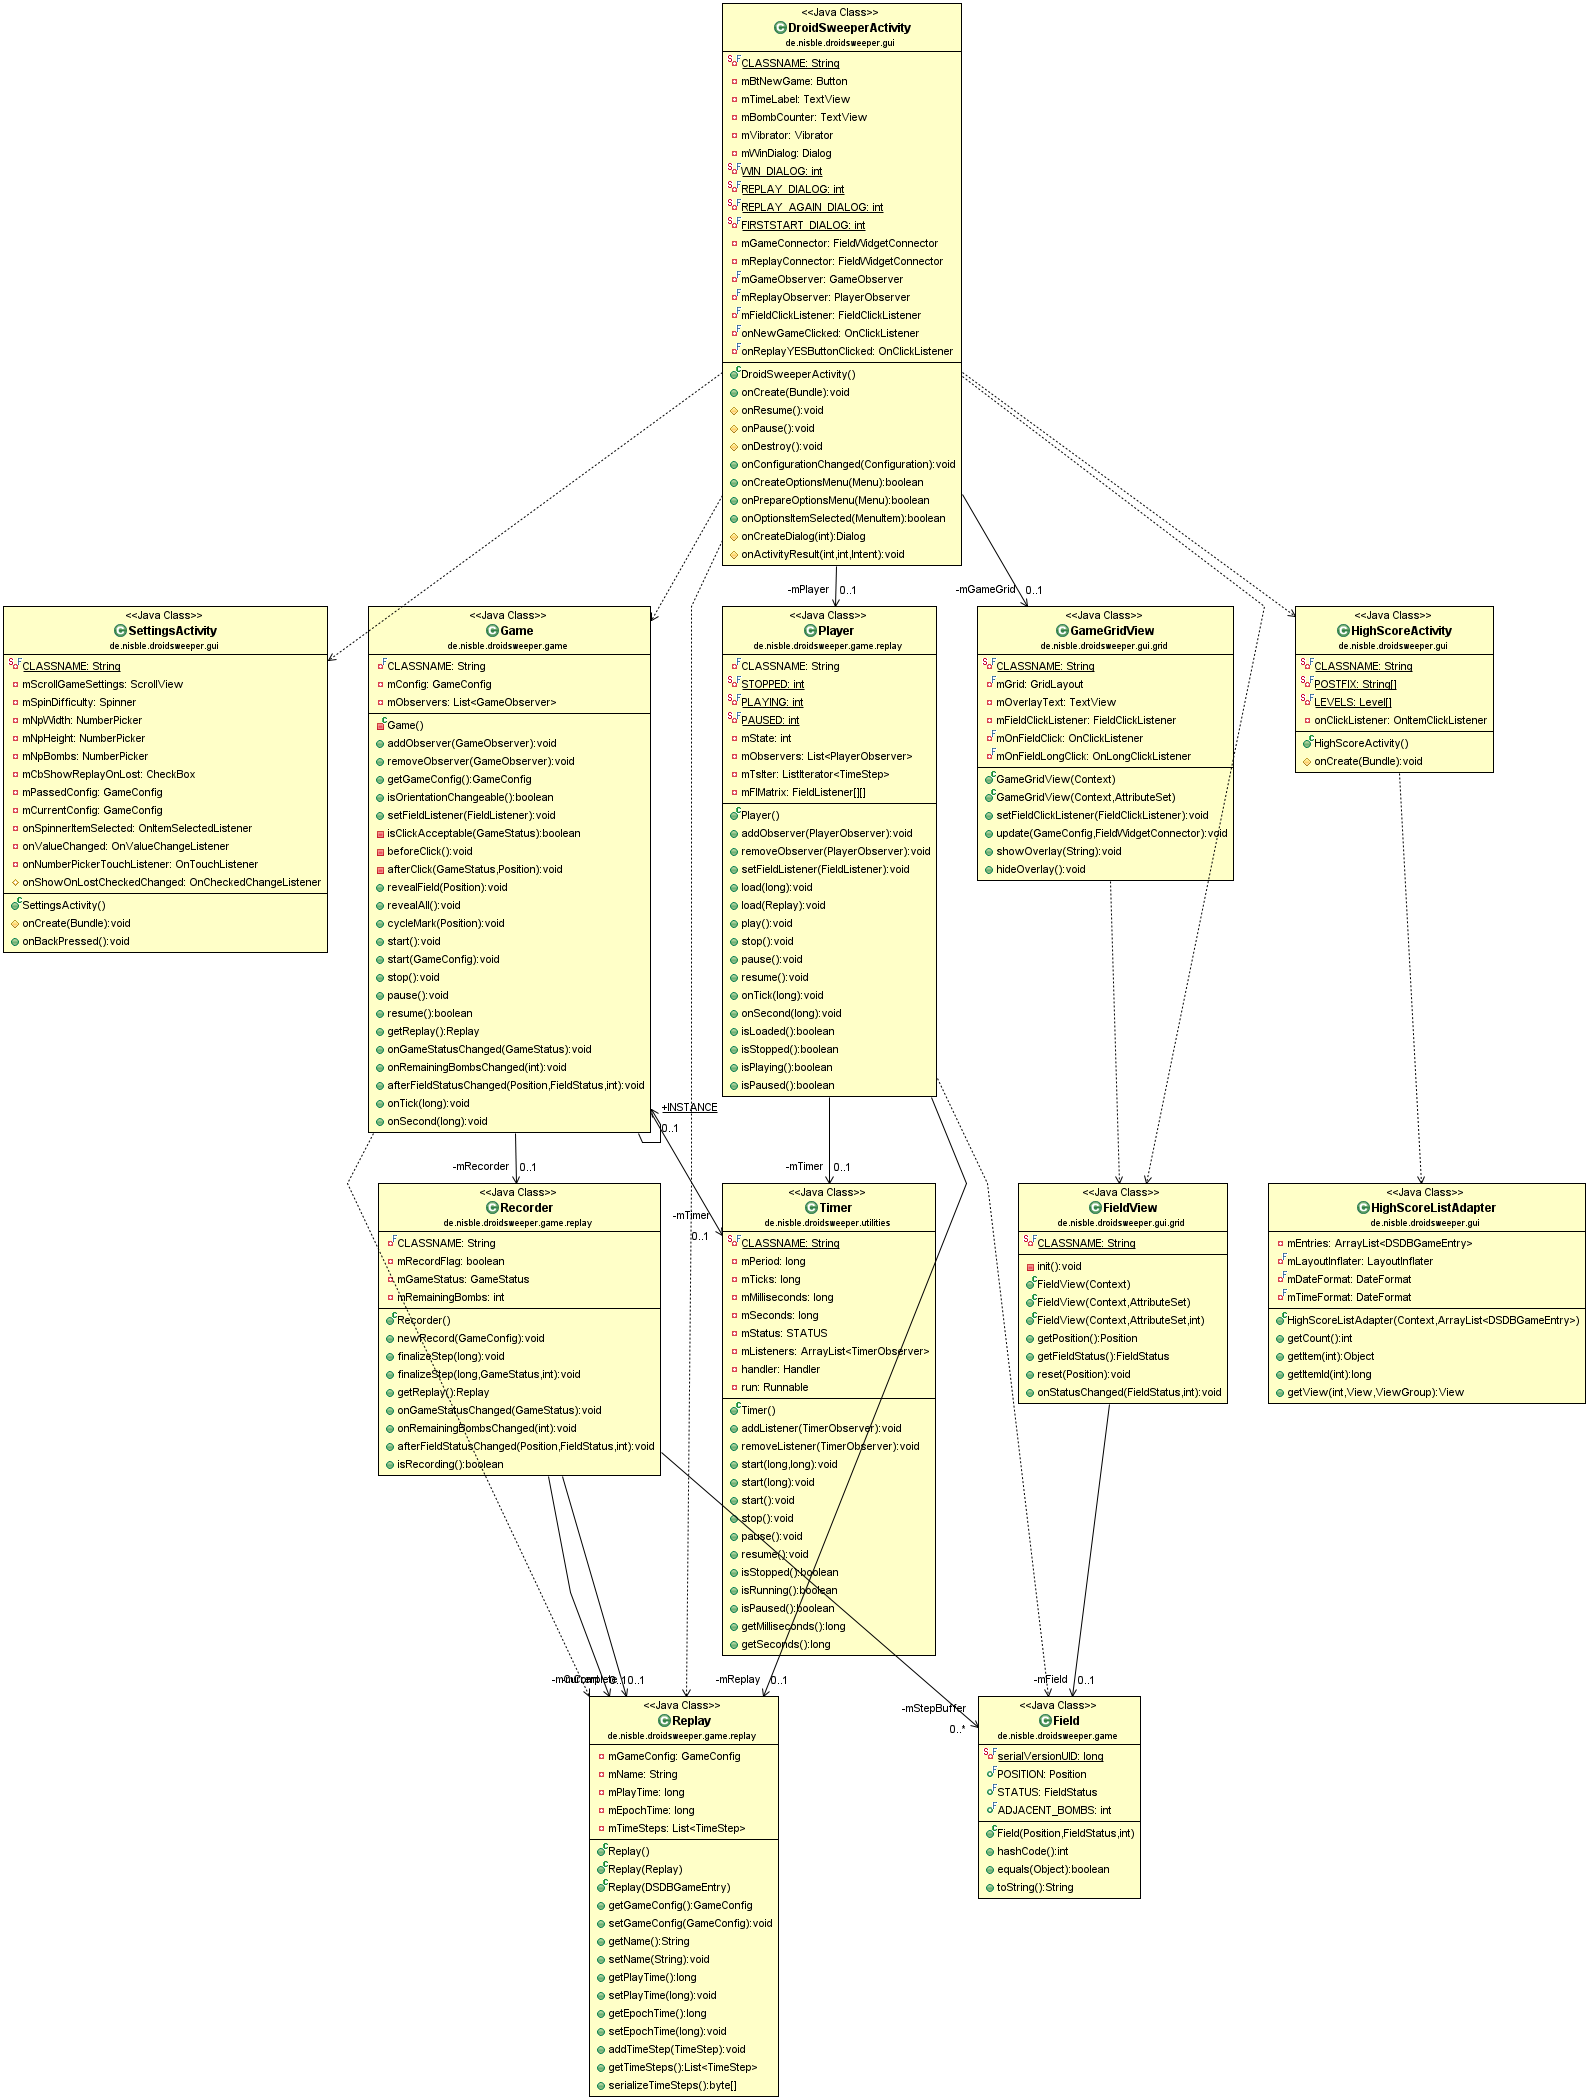 <<Java Class>>
DroidSweeperActivity
de.nisble.droidsweeper.gui
CLASSNAME: String
mBtNewGame: Button
mTimeLabel: TextView
mBombCounter: TextView
mVibrator: Vibrator
mWinDialog: Dialog
WIN_DIALOG: int
REPLAY_DIALOG: int
REPLAY_AGAIN_DIALOG: int
FIRSTSTART_DIALOG: int
mGameConnector: FieldWidgetConnector
mReplayConnector: FieldWidgetConnector
mGameObserver: GameObserver
mReplayObserver: PlayerObserver
mFieldClickListener: FieldClickListener
onNewGameClicked: OnClickListener
onReplayYESButtonClicked: OnClickListener
DroidSweeperActivity()
onCreate(Bundle):void
onResume():void
onPause():void
onDestroy():void
onConfigurationChanged(Configuration):void
onCreateOptionsMenu(Menu):boolean
onPrepareOptionsMenu(Menu):boolean
onOptionsItemSelected(MenuItem):boolean
onCreateDialog(int):Dialog
onActivityResult(int,int,Intent):void
-mPlayer 0..1
-mGameGrid 0..1
<<Java Class>>
SettingsActivity
de.nisble.droidsweeper.gui
CLASSNAME: String
mScrollGameSettings: ScrollView
mSpinDifficulty: Spinner
mNpWidth: NumberPicker
mNpHeight: NumberPicker
mNpBombs: NumberPicker
mCbShowReplayOnLost: CheckBox
mPassedConfig: GameConfig
mCurrentConfig: GameConfig
onSpinnerItemSelected: OnItemSelectedListener
onValueChanged: OnValueChangeListener
onNumberPickerTouchListener: OnTouchListener
onShowOnLostCheckedChanged: OnCheckedChangeListener
SettingsActivity()
onCreate(Bundle):void
onBackPressed():void
<<Java Class>>
Game
de.nisble.droidsweeper.game
CLASSNAME: String
mConfig: GameConfig
mObservers: List<GameObserver>
Game()
addObserver(GameObserver):void
removeObserver(GameObserver):void
getGameConfig():GameConfig
isOrientationChangeable():boolean
setFieldListener(FieldListener):void
isClickAcceptable(GameStatus):boolean
beforeClick():void
afterClick(GameStatus,Position):void
revealField(Position):void
revealAll():void
cycleMark(Position):void
start():void
start(GameConfig):void
stop():void
pause():void
resume():boolean
getReplay():Replay
onGameStatusChanged(GameStatus):void
onRemainingBombsChanged(int):void
afterFieldStatusChanged(Position,FieldStatus,int):void
onTick(long):void
onSecond(long):void
<<Java Class>>
Player
de.nisble.droidsweeper.game.replay
CLASSNAME: String
STOPPED: int
PLAYING: int
PAUSED: int
mState: int
mObservers: List<PlayerObserver>
mTsIter: ListIterator<TimeStep>
mFlMatrix: FieldListener[][]
Player()
addObserver(PlayerObserver):void
removeObserver(PlayerObserver):void
setFieldListener(FieldListener):void
load(long):void
load(Replay):void
play():void
stop():void
pause():void
resume():void
onTick(long):void
onSecond(long):void
isLoaded():boolean
isStopped():boolean
isPlaying():boolean
isPaused():boolean
<<Java Class>>
GameGridView
de.nisble.droidsweeper.gui.grid
CLASSNAME: String
mGrid: GridLayout
mOverlayText: TextView
mFieldClickListener: FieldClickListener
mOnFieldClick: OnClickListener
mOnFieldLongClick: OnLongClickListener
GameGridView(Context)
GameGridView(Context,AttributeSet)
setFieldClickListener(FieldClickListener):void
update(GameConfig,FieldWidgetConnector):void
showOverlay(String):void
hideOverlay():void
<<Java Class>>
HighScoreActivity
de.nisble.droidsweeper.gui
CLASSNAME: String
POSTFIX: String[]
LEVELS: Level[]
onClickListener: OnItemClickListener
HighScoreActivity()
onCreate(Bundle):void
+INSTANCE
0..1
-mRecorder 0..1
-mTimer 0..1
-mTimer
0..1
<<Java Class>>
Recorder
de.nisble.droidsweeper.game.replay
CLASSNAME: String
mRecordFlag: boolean
mGameStatus: GameStatus
mRemainingBombs: int
Recorder()
newRecord(GameConfig):void
finalizeStep(long):void
finalizeStep(long,GameStatus,int):void
getReplay():Replay
onGameStatusChanged(GameStatus):void
onRemainingBombsChanged(int):void
afterFieldStatusChanged(Position,FieldStatus,int):void
isRecording():boolean
<<Java Class>>
Timer
de.nisble.droidsweeper.utilities
CLASSNAME: String
mPeriod: long
mTicks: long
mMilliseconds: long
mSeconds: long
mStatus: STATUS
mListeners: ArrayList<TimerObserver>
handler: Handler
run: Runnable
Timer()
addListener(TimerObserver):void
removeListener(TimerObserver):void
start(long,long):void
start(long):void
start():void
stop():void
pause():void
resume():void
isStopped():boolean
isRunning():boolean
isPaused():boolean
getMilliseconds():long
getSeconds():long
<<Java Class>>
FieldView
de.nisble.droidsweeper.gui.grid
CLASSNAME: String
init():void
FieldView(Context)
FieldView(Context,AttributeSet)
FieldView(Context,AttributeSet,int)
getPosition():Position
getFieldStatus():FieldStatus
reset(Position):void
onStatusChanged(FieldStatus,int):void
<<Java Class>>
HighScoreListAdapter
de.nisble.droidsweeper.gui
mEntries: ArrayList<DSDBGameEntry>
mLayoutInflater: LayoutInflater
mDateFormat: DateFormat
mTimeFormat: DateFormat
HighScoreListAdapter(Context,ArrayList<DSDBGameEntry>)
getCount():int
getItem(int):Object
getItemId(int):long
getView(int,View,ViewGroup):View
0..1
-mReplay 0..1
-mField 0..1
-mStepBuffer
0..*
<<Java Class>>
Replay
de.nisble.droidsweeper.game.replay
mGameConfig: GameConfig
mName: String
mPlayTime: long
mEpochTime: long
mTimeSteps: List<TimeStep>
Replay()
Replay(Replay)
Replay(DSDBGameEntry)
getGameConfig():GameConfig
setGameConfig(GameConfig):void
getName():String
setName(String):void
getPlayTime():long
setPlayTime(long):void
getEpochTime():long
setEpochTime(long):void
addTimeStep(TimeStep):void
getTimeSteps():List<TimeStep>
serializeTimeSteps():byte[]
<<Java Class>>
Field
de.nisble.droidsweeper.game
serialVersionUID: long
POSITION: Position
STATUS: FieldStatus
ADJACENT_BOMBS: int
Field(Position,FieldStatus,int)
hashCode():int
equals(Object):boolean
toString():String